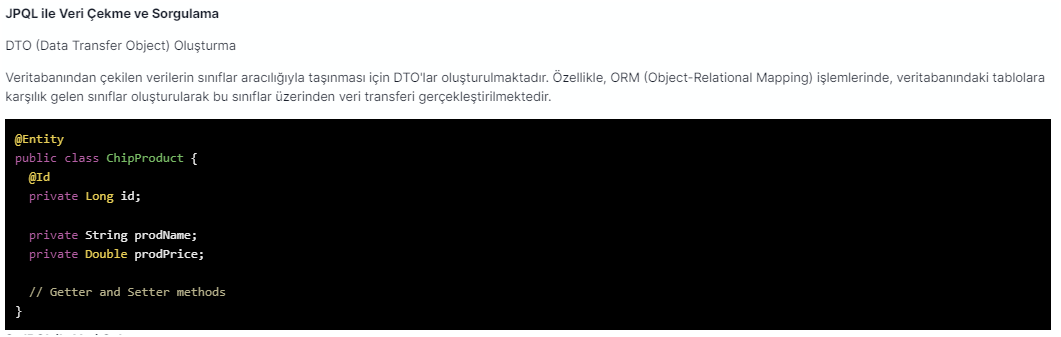 JPQL ile Veri Çekme ve Sorgulama
DTO (Data Transfer Object) Oluşturma
Veritabanından çekilen verilerin sınıflar aracılığıyla taşınması için DTO'lar oluşturulmaktadır. Özellikle, ORM (Object-Relational Mapping) işlemlerinde, veritabanındaki tablolara
karşılık gelen sınıflar oluşturularak bu sınıflar üzerinden veri transferi gerçekleştirilmektedir.
@Entity
public class ChipProduct {
  @Id
  private Long id;
  private String prodName;
  private Double prodPrice;
  // Getter and Setter methods
}